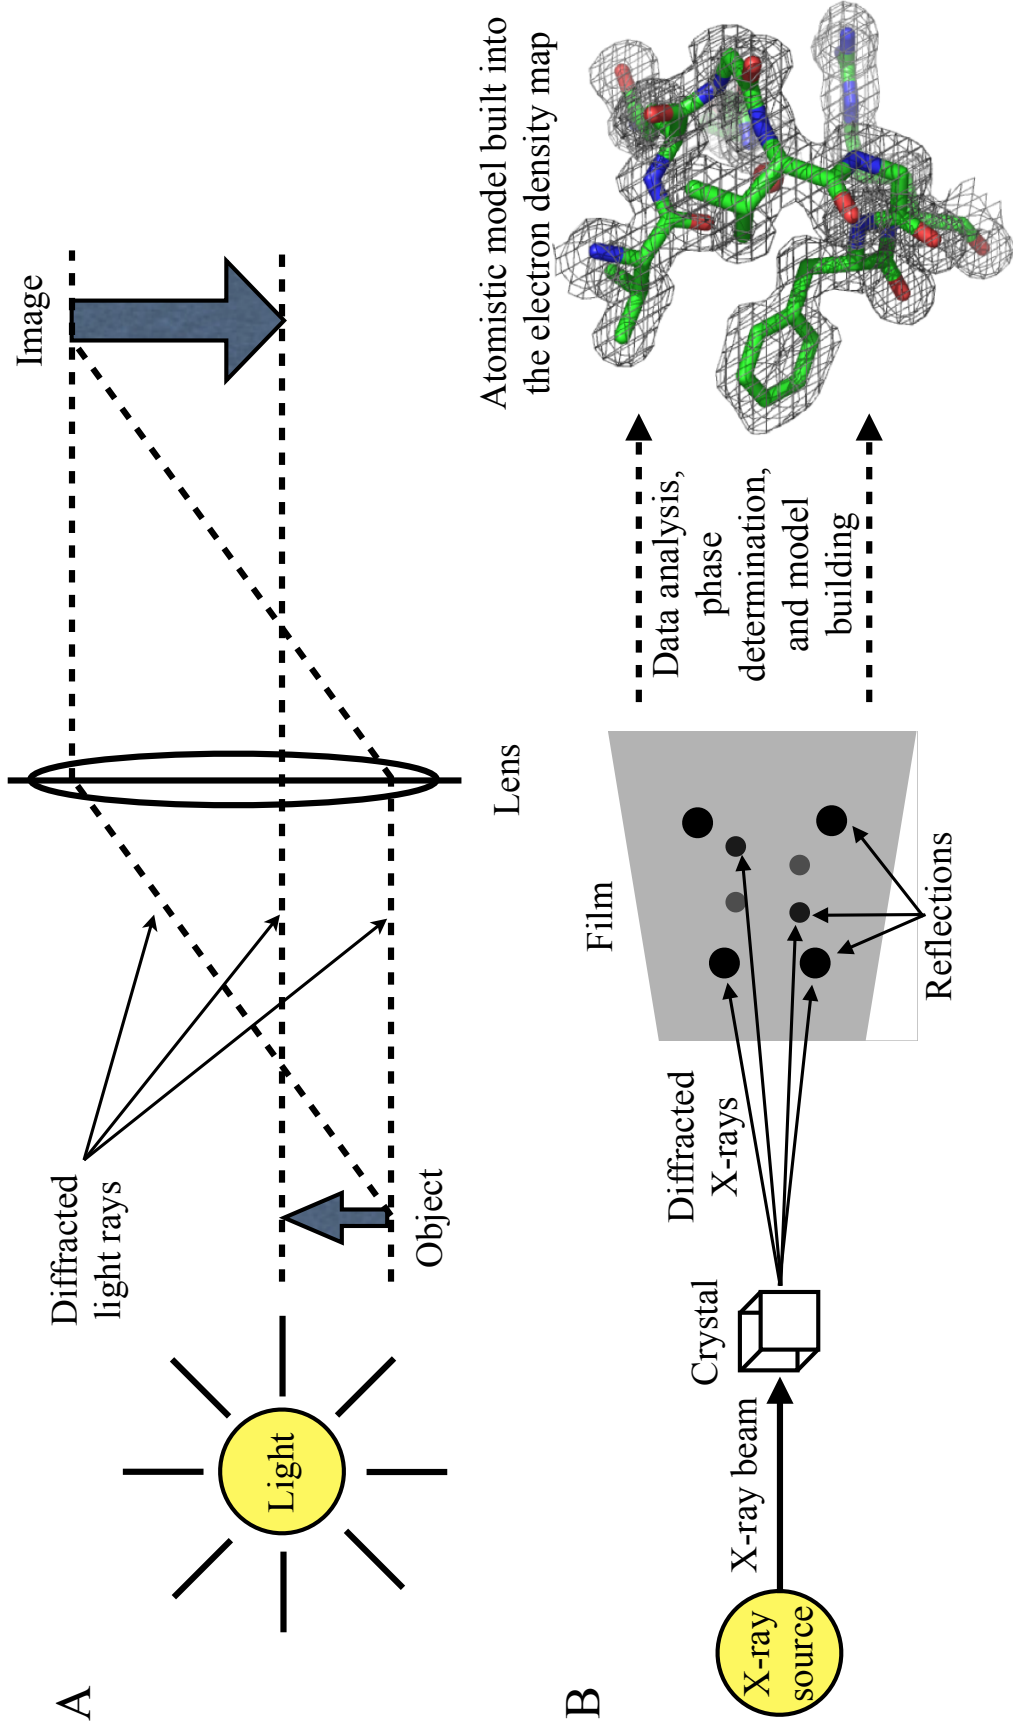 A
Light
Diffracted
light rays
Object
Lens
Image
B
X-ray
source
X-ray beam
Crystal
Diffracted
X-rays
Film
Reflections
Data analysis,
phase
determination,
and model
building
Atomistic model built into
the electron density map